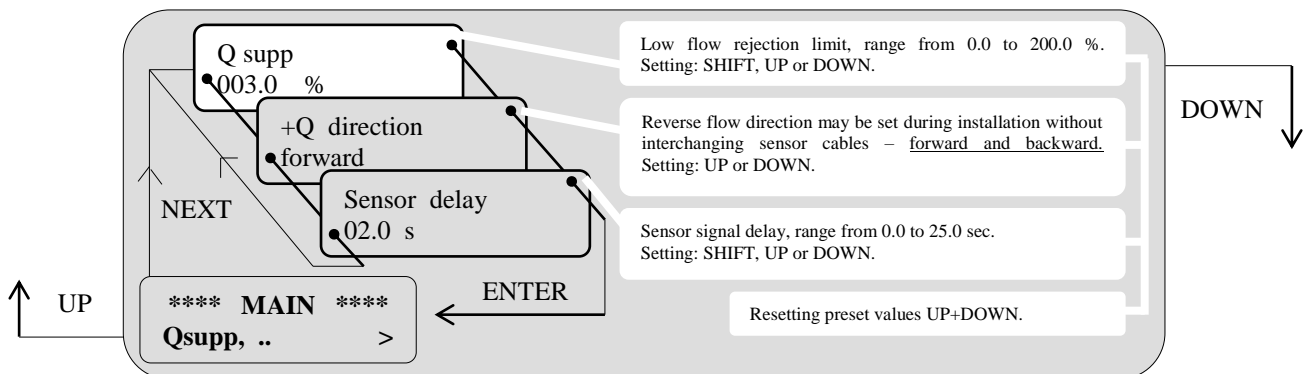 Q supp
003.0 %
+Q direction
forward
Sensor delay
02.0 s
NEXT
ENTER
UP
**** MAIN ****
Qsupp, .. >
Low flow rejection limit, range from 0.0 to 200.0 %.
Setting: SHIFT, UP or DOWN.
Reverse flow direction may be set during installation without
interchanging sensor cables – forward and backward.
Setting: UP or DOWN.
Sensor signal delay, range from 0.0 to 25.0 sec.
Setting: SHIFT, UP or DOWN.
Resetting preset values UP+DOWN.
DOWN